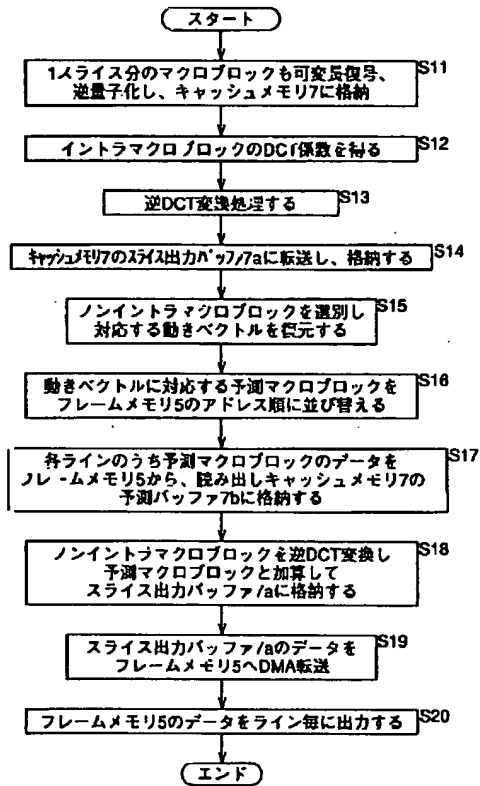 スタート
S11
1スライス分のマクロブロックも可変長復号、
逆量子化し、キャッシュメモリ7に格納
S12
イントラマクロブロックのDCT係数を得る
S13
逆DCT変換処理する
S14
キャッシュメモリ7のスライス出力バッファ7aに転送し、格納する
S15
ノンイントラマクロブロックを選別し
対応する動きベクトルを復元する
S16
動きベクトルに対応する予測マクロブロックを
フレームメモリ5のアドレス順に並び替える
S17
各ラインのうち予測マクロブロックのデータを
フレームメモリ5から、読み出しキャッシュメモリ7の
予測バッファ7bに格納する
S18
ノンイントラマクロブロックを逆DCT変換し
予測マクロブロックと加算して
スライス出力バッファ7aに格納する
S19
スライス出力バッファ7aのデータを
フレームメモリ5へDMA転送
S20
フレームメモリ5のデータをライン毎に出力する
エンド